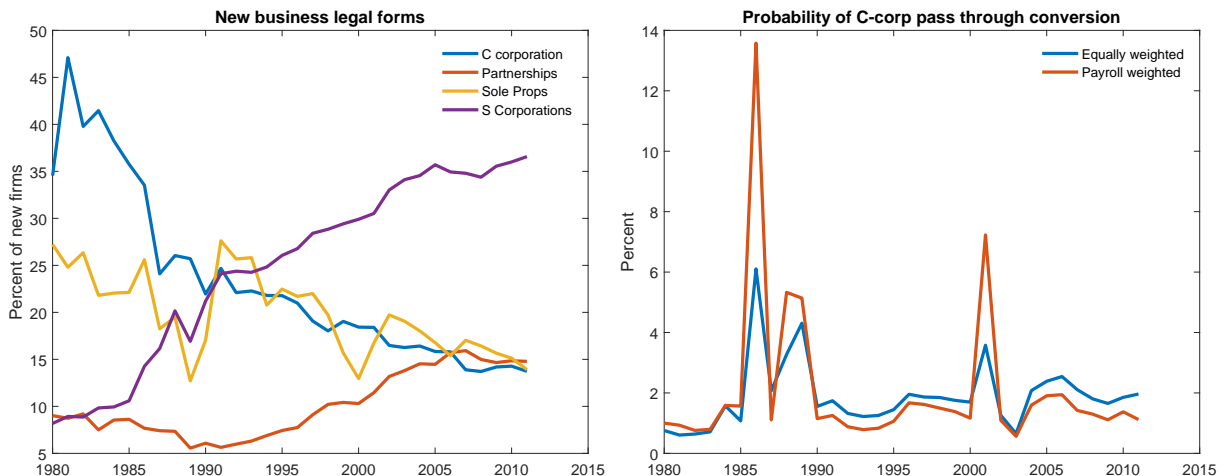 New business legal forms
50
45
40
35
30
25
20
15
10
5
Percent of new firms
1980 1985 1990 1995 2000 2005 2010 2015
C corporation
Partnerships
Sole Props
S Corporations
Probability of C-corp pass through conversion
14
12
10
8
6
4
2
0
Percent
1980 1985 1990 1995 2000 2005 2010 2015
Equally weighted
Payroll weighted